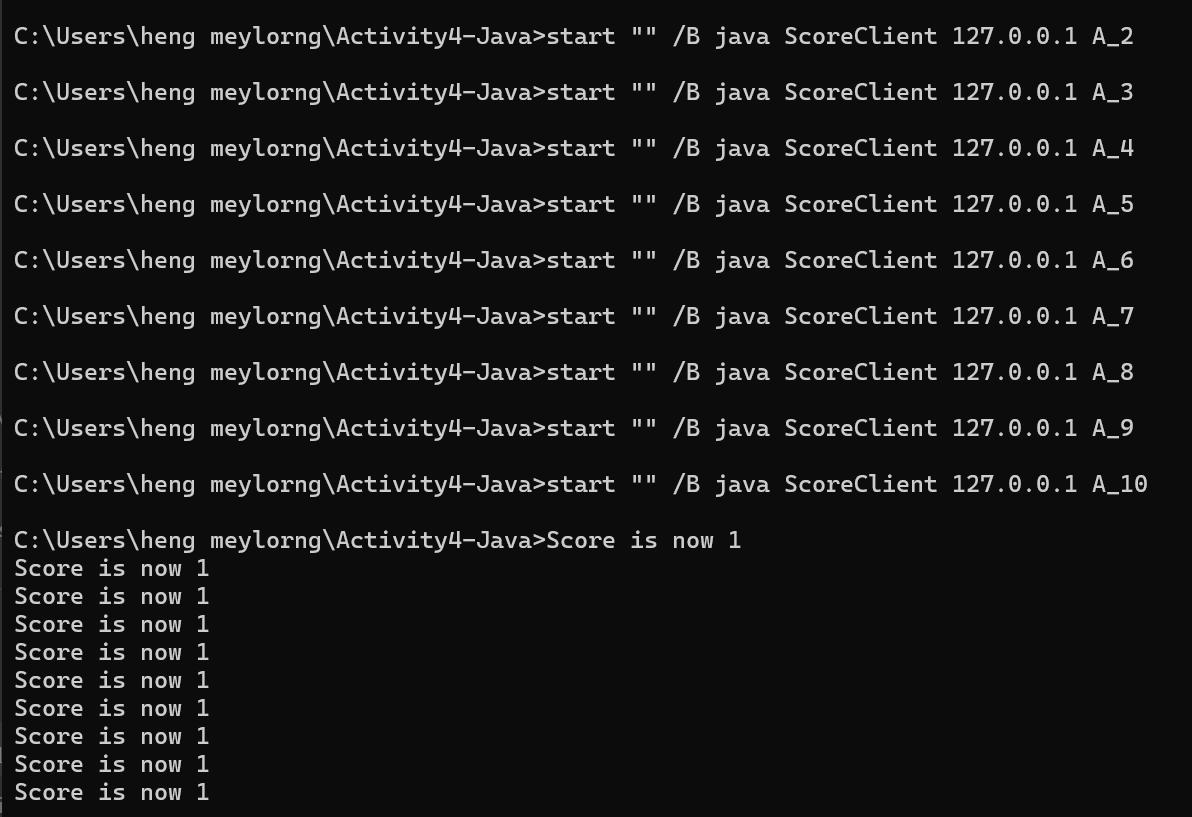 C:\Users\heng meylorng\Activity4-Java>start "" /B java ScoreClient 127.0.0.1 A_2
C:\Users\heng meylorng\Activity4-Java>start "" /B java ScoreClient 127.0.0.1 A_3
C:\Users\heng meylorng\Activity4-Java>start "" /B java ScoreClient 127.0.0.1 A_4
C:\Users\heng meylorng\Activity4-Java>start "" /B java ScoreClient 127.0.0.1 A_5
C:\Users\heng meylorng\Activity4-Java>start "" /B java ScoreClient 127.0.0.1 A_6
C:\Users\heng meylorng\Activity4-Java>start "" /B java ScoreClient 127.0.0.1 A_7
C:\Users\heng meylorng\Activity4-Java>start "" /B java ScoreClient 127.0.0.1 A_8
C:\Users\heng meylorng\Activity4-Java>start "" /B java ScoreClient 127.0.0.1 A_9
C:\Users\heng meylorng\Activity4-Java>start "" /B java ScoreClient 127.0.0.1 A_10
C:\Users\heng meylorng\Activity4-Java>Score is now 1
Score is now 1
Score is now 1
Score is now 1
Score is now 1
Score is now 1
Score is now 1
Score is now 1
Score is now 1
Score is now 1